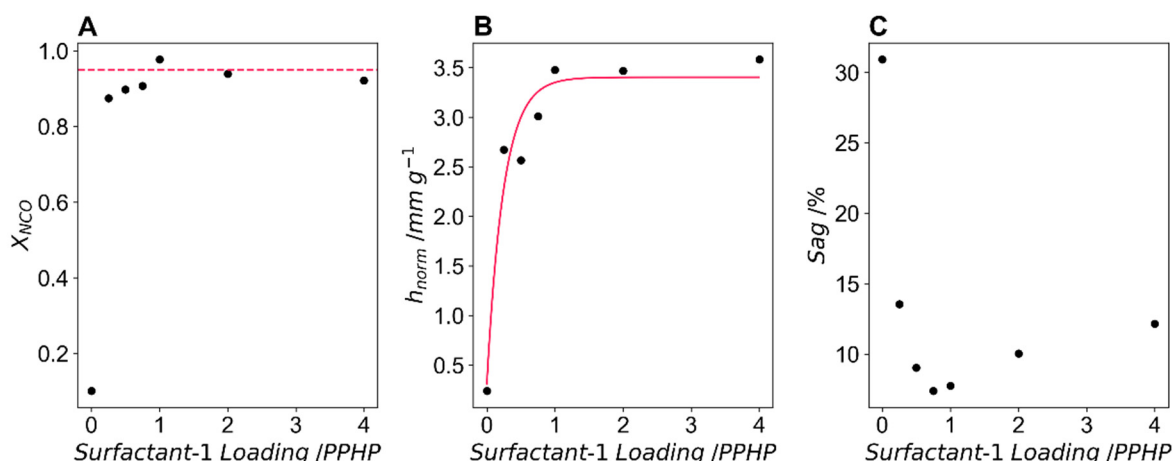 A
1.0
0.8
0.6
0.4
0.2
X_NCO
0 1 2 3 4
Surfactant-1 Loading /PPHP
B
3.5
3.0
2.5
2.0
1.5
1.0
0.5
h_norm /mm g⁻¹
0 1 2 3 4
Surfactant-1 Loading /PPHP
C
30
25
20
15
10
Sag /%
0 1 2 3 4
Surfactant-1 Loading /PPHP